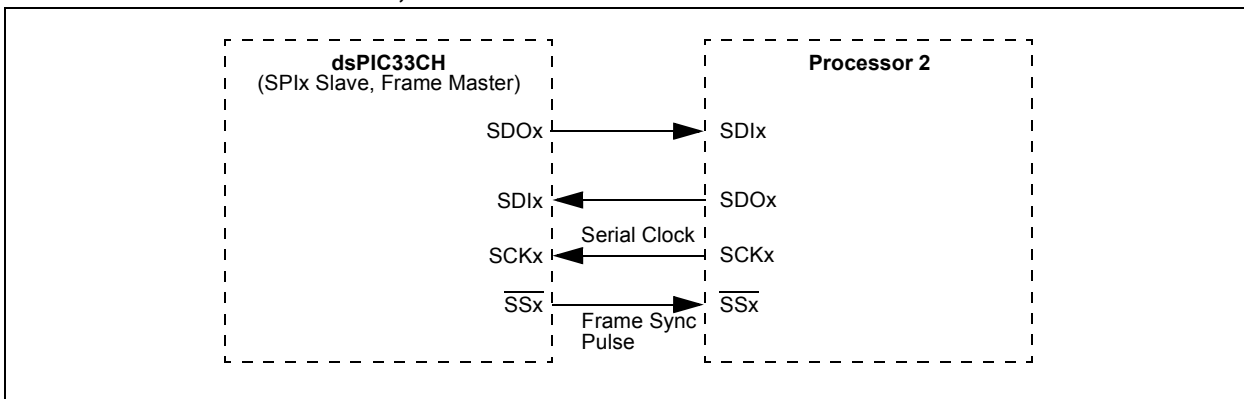 dsPIC33CH
(SPIx Slave, Frame Master)
Processor 2
SDOx
SDIx
SDIx
SDOx
Serial Clock
SCKx
SCKx
SSx
SSx
Frame Sync
Pulse